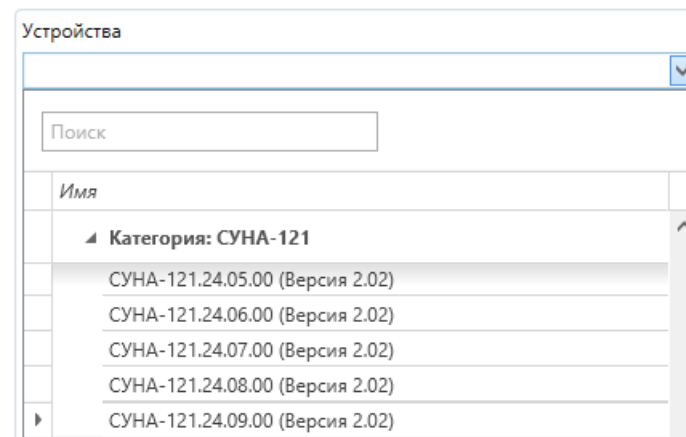 Устройства
Поиск
Имя
Категория: СУНА-121
СУНА-121.24.05.00 (Версия 2.02)
СУНА-121.24.06.00 (Версия 2.02)
СУНА-121.24.07.00 (Версия 2.02)
СУНА-121.24.08.00 (Версия 2.02)
СУНА-121.24.09.00 (Версия 2.02)